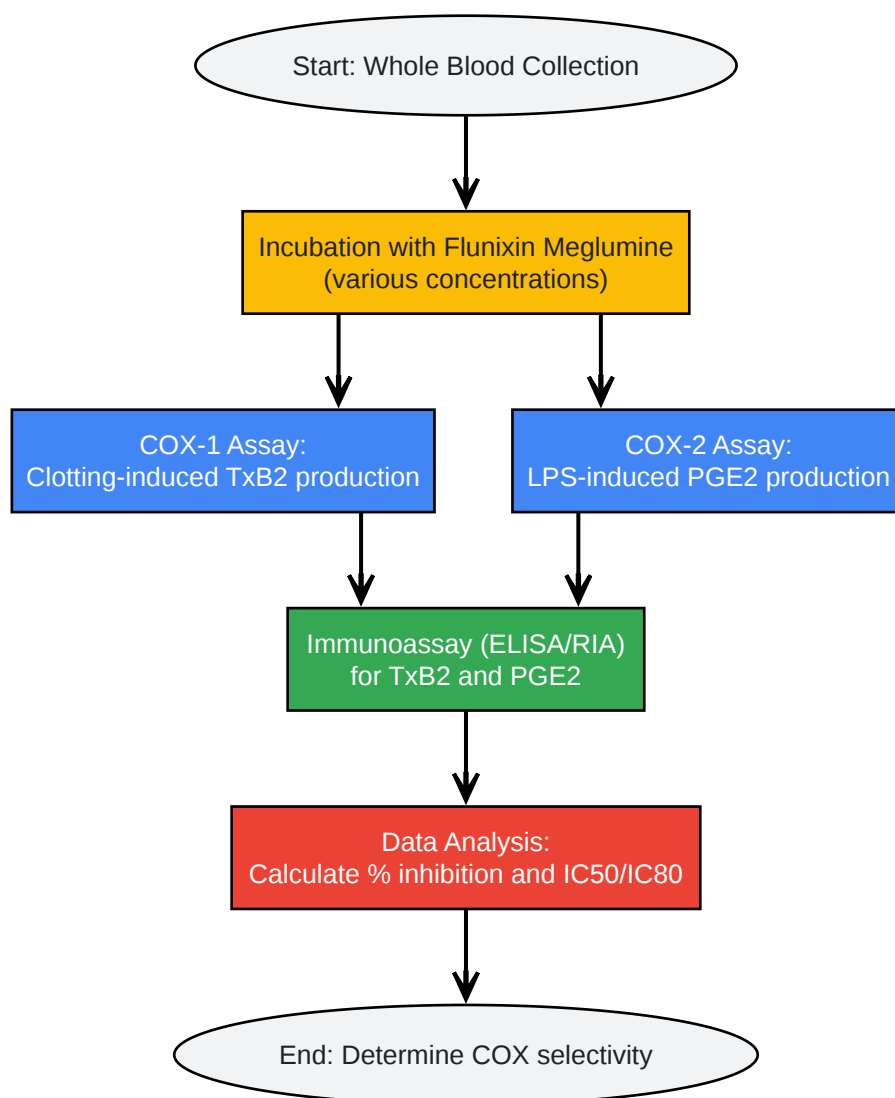 Start: Whole Blood Collection
Incubation with Flunixin Meglumine
(various concentrations)
COX-1 Assay:
Clotting-induced TxB2 production
COX-2 Assay:
LPS-induced PGE2 production
Immunoassay (ELISA/RIA)
for TxB2 and PGE2
Data Analysis:
Calculate % inhibition and IC50/IC80
End: Determine COX selectivity